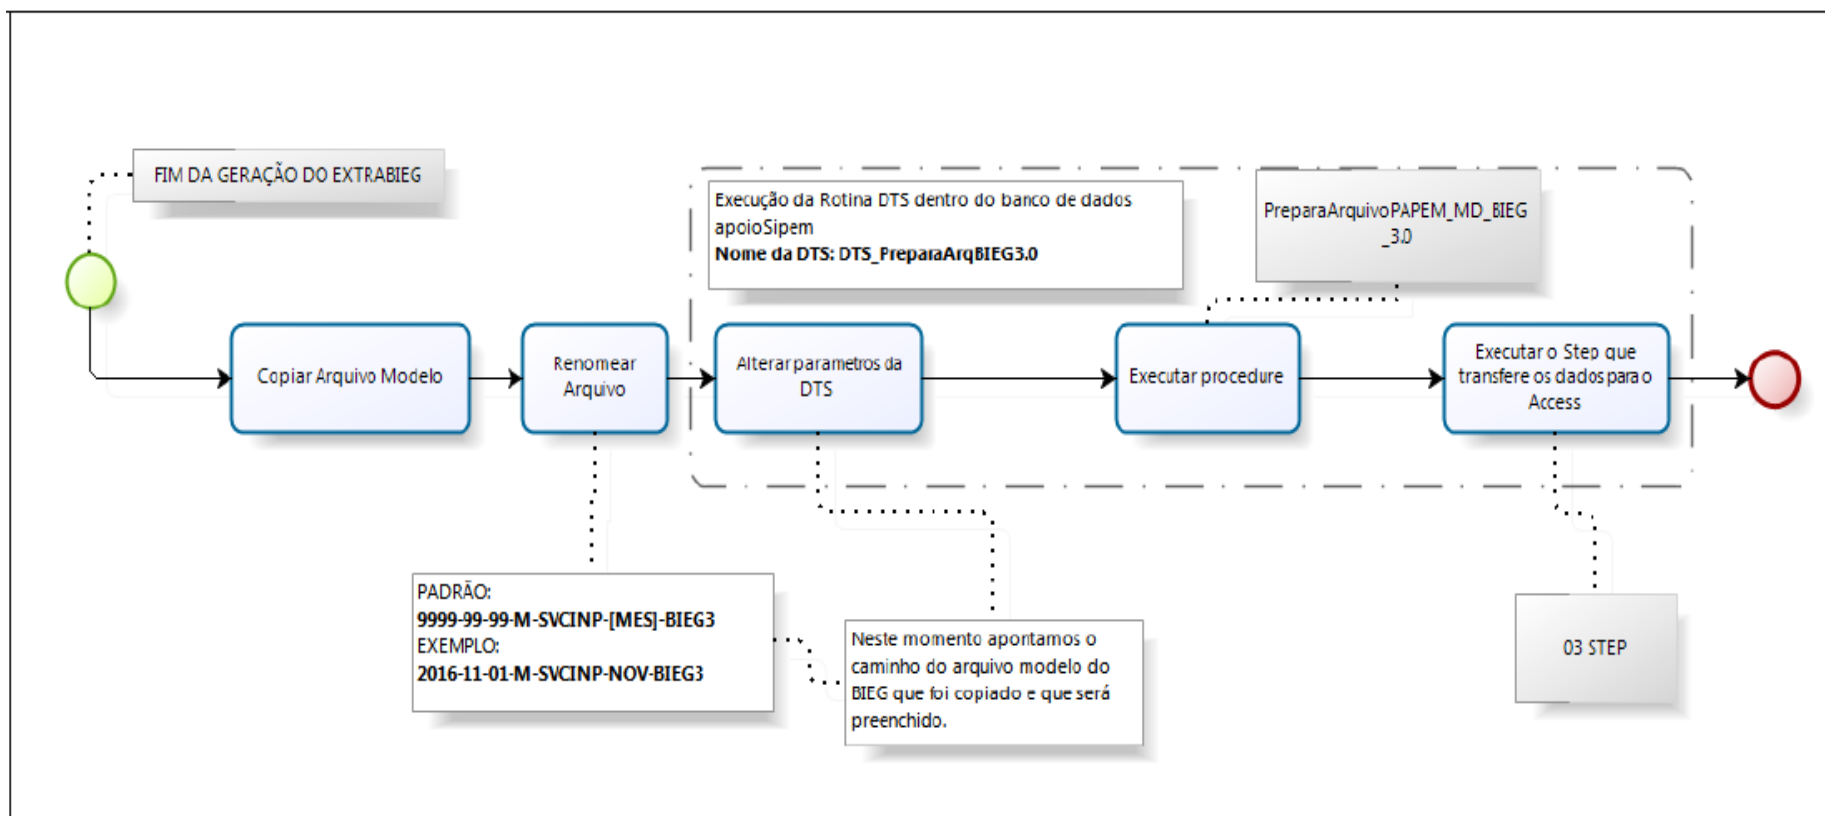 FIM DA GERAÇÃO DO EXTRABIEG
Execução da Rotina DTS dentro do banco de dados
apoioSipem
Nome da DTS: DTS_PreparaArqBIEG3.0
PreparaArquivoPAPEM_MD_BIEG
_3.0
Copiar Arquivo Modelo
Renomear
Arquivo
Alterar parametros da
DTS
Executar procedure
Executar o Step que
transfere os dados para o
Access
PADRÃO:
9999-99-99-M-SVCINP-[MES]-BIEG3
EXEMPLO:
2016-11-01-M-SVCINP-NOV-BIEG3
Neste momento apontamos o
caminho do arquivo modelo do
BIEG que foi copiado e que será
preenchido.
03 STEP